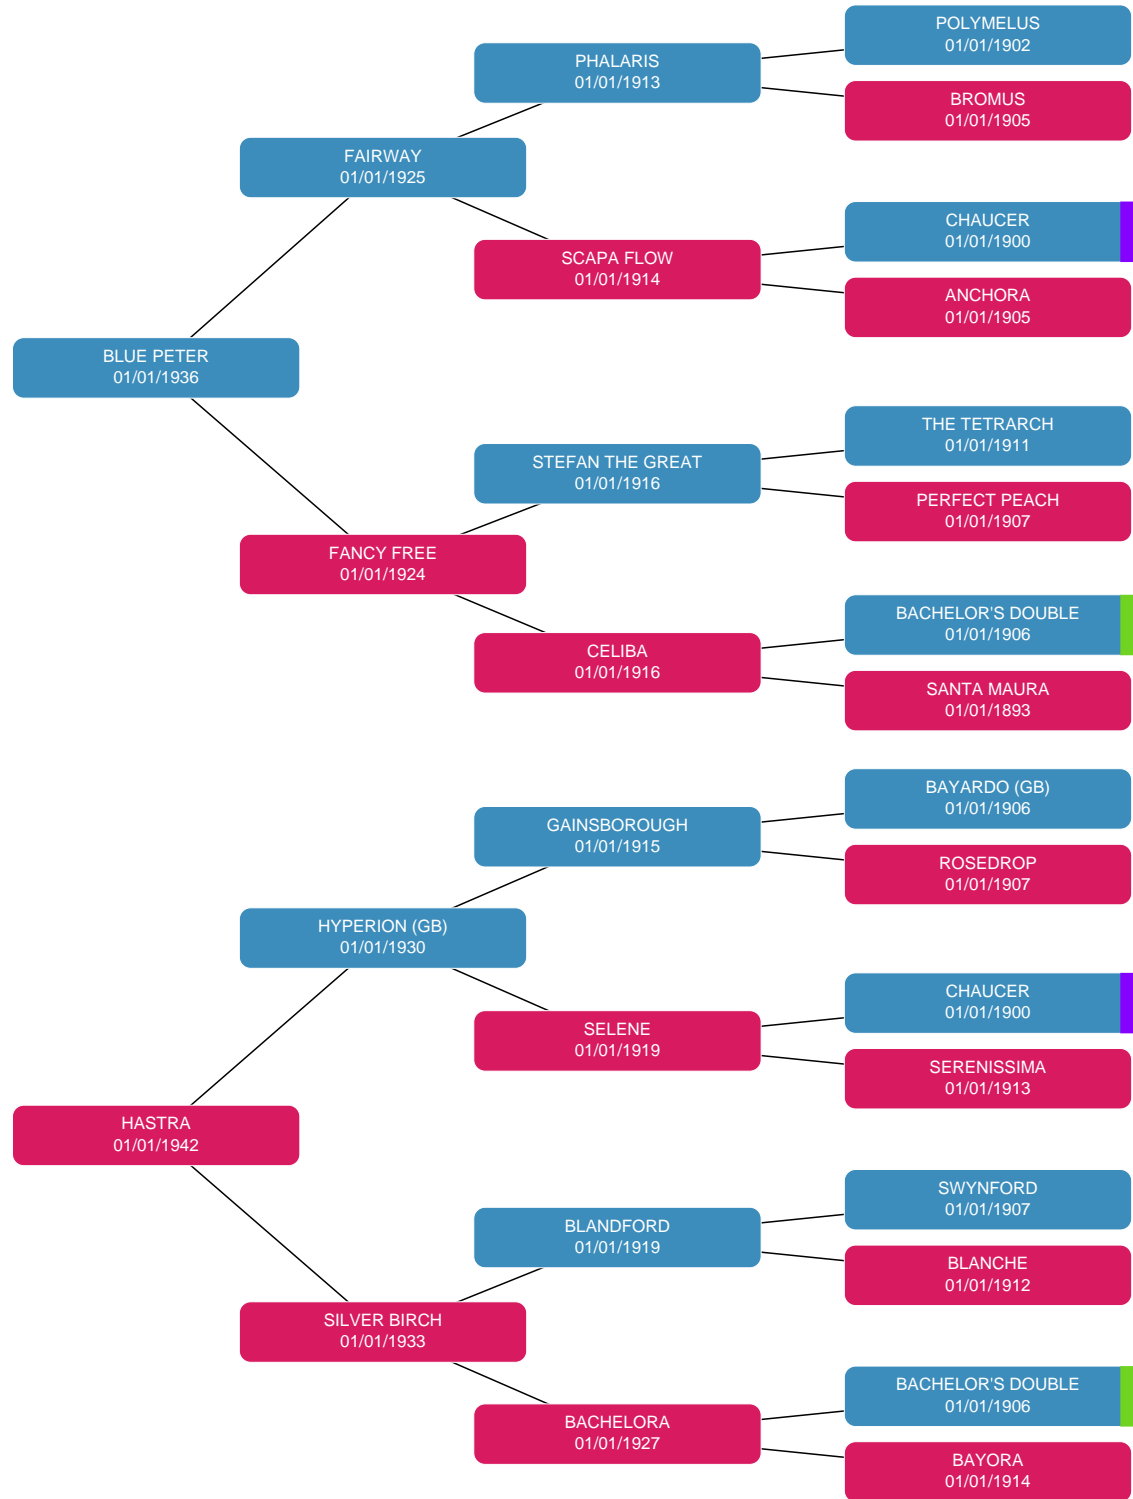 POLYMELUS
01/01/1902
PHALARIS
01/01/1913
BROMUS
01/01/1905
FAIRWAY
01/01/1925
CHAUCER
01/01/1900
SCAPA FLOW
01/01/1914
ANCHORA
01/01/1905
BLUE PETER
01/01/1936
THE TETRARCH
01/01/1911
STEFAN THE GREAT
01/01/1916
PERFECT PEACH
01/01/1907
FANCY FREE
01/01/1924
BACHELOR'S DOUBLE
01/01/1906
CELIBA
01/01/1916
SANTA MAURA
01/01/1893
BAYARDO (GB)
01/01/1906
GAINSBOROUGH
01/01/1915
ROSEDROP
01/01/1907
HYPERION (GB)
01/01/1930
CHAUCER
01/01/1900
SELENE
01/01/1919
SERENISSIMA
01/01/1913
HASTRA
01/01/1942
SWYNFORD
01/01/1907
BLANDFORD
01/01/1919
BLANCHE
01/01/1912
SILVER BIRCH
01/01/1933
BACHELOR'S DOUBLE
01/01/1906
BACHELORA
01/01/1927
BAYORA
01/01/1914